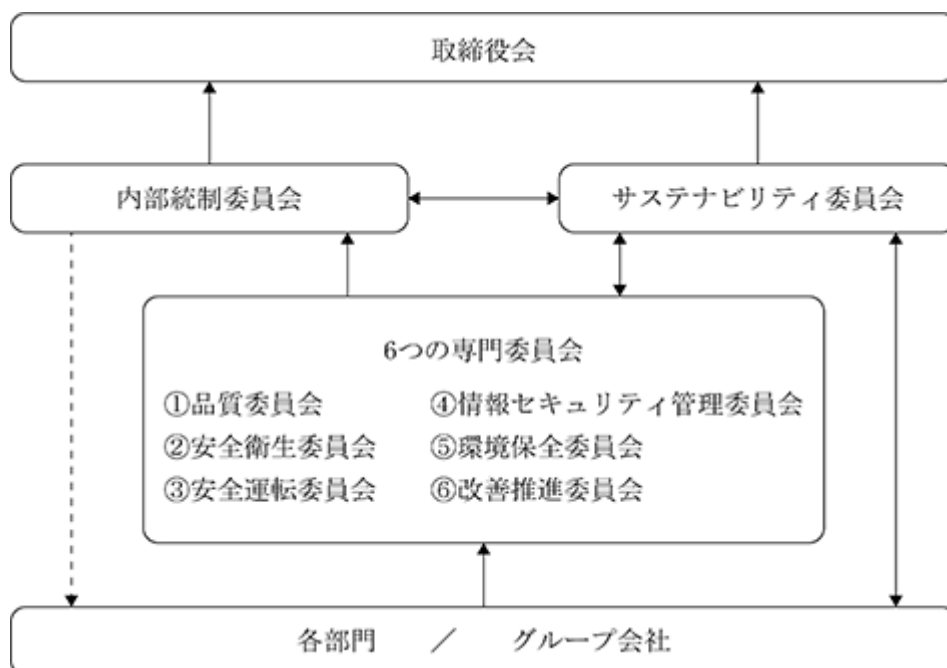 取締役会
内部統制委員会
サステナビリティ委員会
6つの専門委員会
①品質委員会
②安全衛生委員会
③安全運転委員会
④情報セキュリティ管理委員会
⑤環境保全委員会
⑥改善推進委員会
各部門 ／ グループ会社